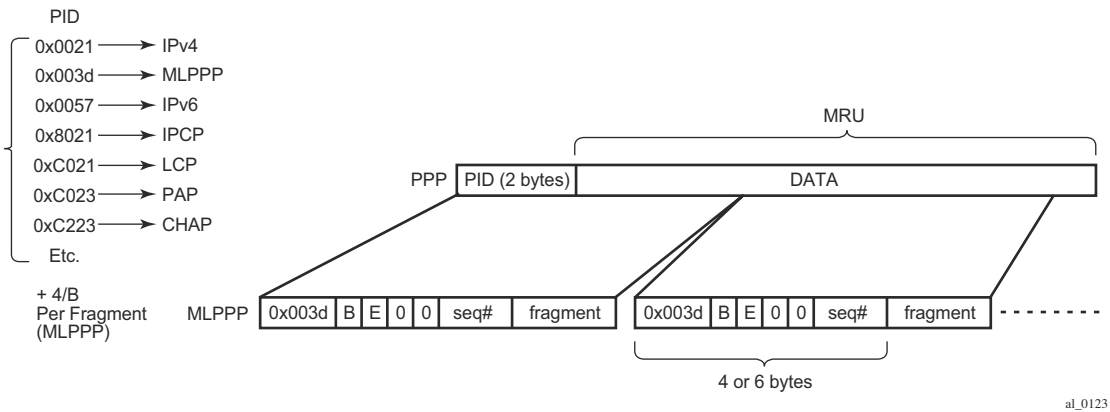 PID
0x0021 IPv4
0x003d MLPPP
0x0057 IPv6
0x8021 IPCP
0xC021 LCP
0xC023 PAP
0xC223 CHAP
Etc.
MRU
PPP PID (2 bytes) DATA
+ 4/B
Per Fragment
(MLPPP)
MLPPP 0x003d B E 0 0 seq# fragment 0x003d B E 0 0 seq# fragment
4 or 6 bytes
al_0123